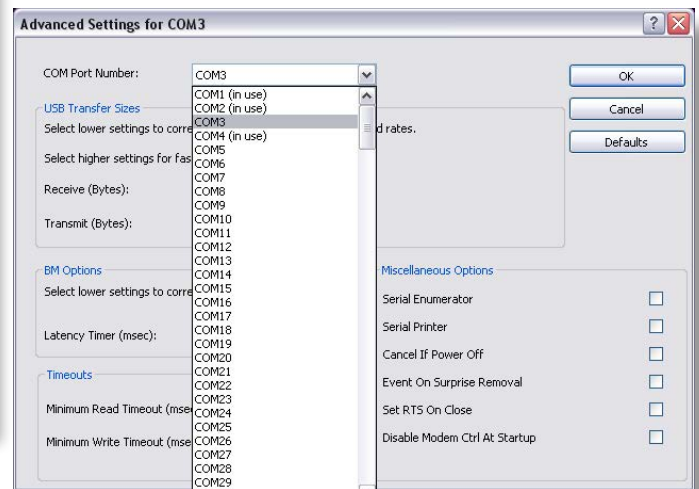 Advanced Settings for COM3
COM Port Number:
COM3
OK
Cancel
Defaults
COM1 (in use)
COM2 (in use)
COM3
COM4 (in use)
COM5
COM6
COM7
COM8
COM9
COM10
COM11
COM12
COM13
COM14
COM15
COM16
COM17
COM18
COM19
COM20
COM21
COM22
COM23
COM24
COM25
COM26
COM27
COM28
COM29
USB Transfer Sizes
Select lower settings to corre
d rates.
Select higher settings for fas
Receive (Bytes):
Transmit (Bytes):
BM Options
Select lower settings to corre
Latency Timer (msec):
Timeouts
Minimum Read Timeout (mse
Minimum Write Timeout (mse
Miscellaneous Options
Serial Enumerator
Serial Printer
Cancel If Power Off
Event On Surprise Removal
Set RTS On Close
Disable Modem Ctrl At Startup